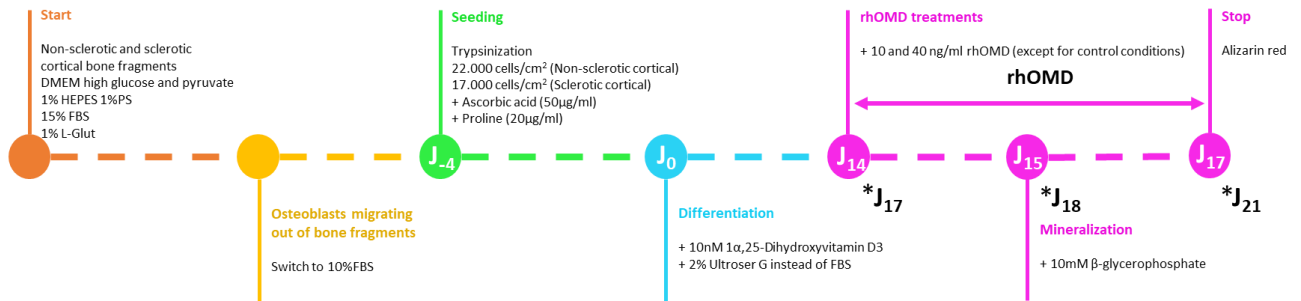 Start
Non-sclerotic and sclerotic
cortical bone fragments
DMEM high glucose and pyruvate
1% HEPES 1%PS
15% FBS
1% L-Glut
Seeding
Trypsinization
22.000 cells/cm² (Non-sclerotic cortical)
17.000 cells/cm² (Sclerotic cortical)
+ Ascorbic acid (50µg/ml)
+ Proline (20µg/ml)
rhOMD treatments
+ 10 and 40 ng/ml rhOMD (except for control conditions)
rhOMD
Stop
Alizarin red
J-4
J0
J14
J15
J17
*J17
*J18
*J21
Osteoblasts migrating
out of bone fragments
Switch to 10%FBS
Differentiation
+ 10nM 1α,25-Dihydroxyvitamin D3
+ 2% Ultroser G instead of FBS
Mineralization
+ 10mM β-glycerophosphate